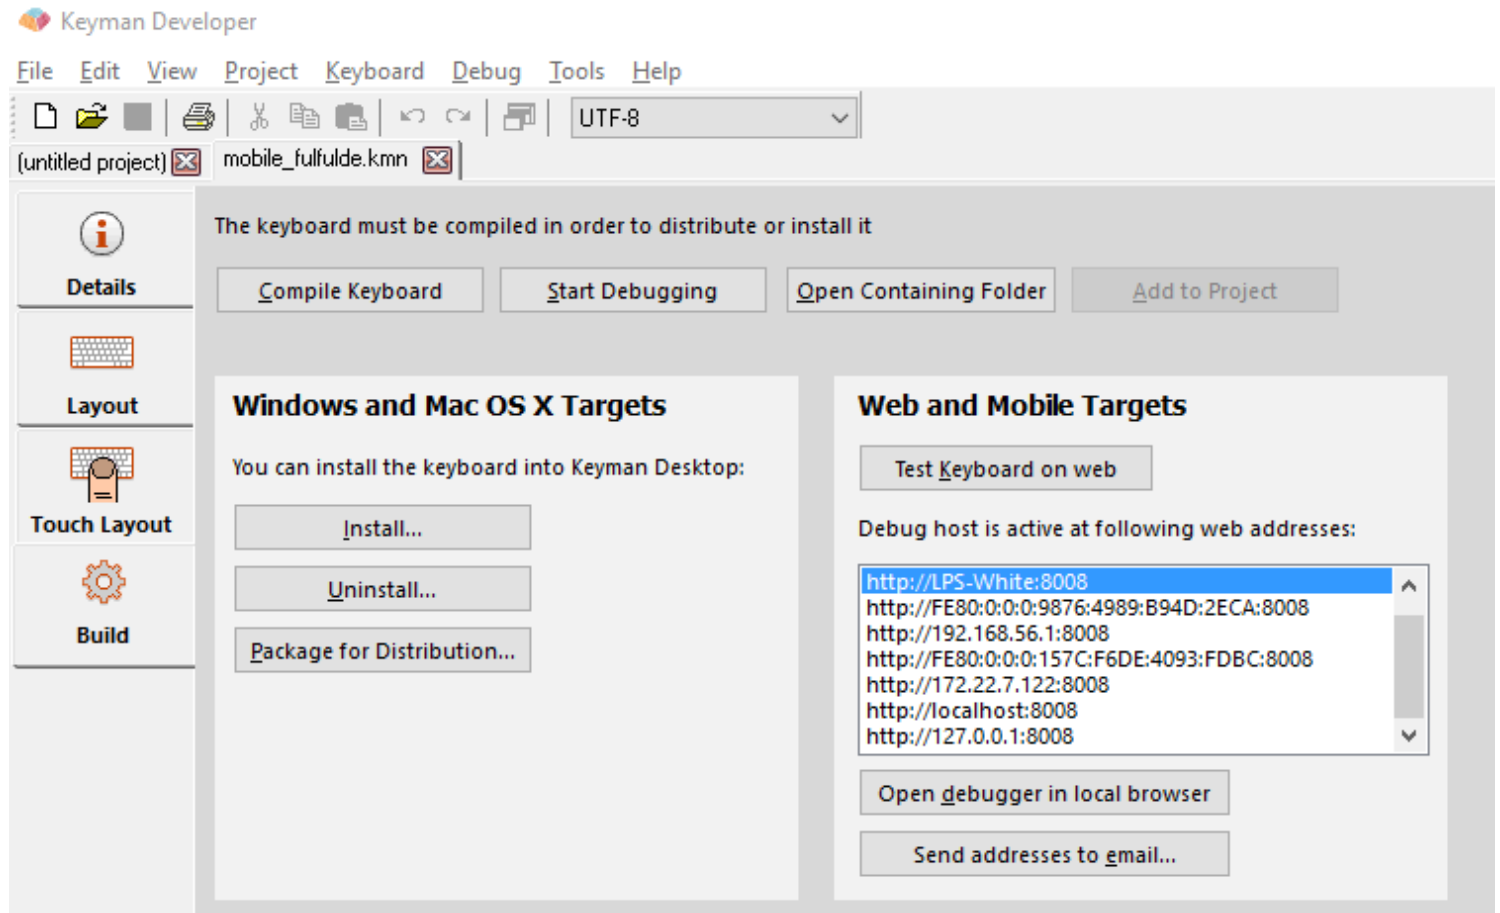 Keyman Developer
File Edit View Project Keyboard Debug Tools Help
UTF-8
(untitled project) mobile_fulfulde.kmn
Details
Layout
Touch Layout
Build
The keyboard must be compiled in order to distribute or install it
Compile Keyboard Start Debugging Open Containing Folder Add to Project
Windows and Mac OS X Targets
You can install the keyboard into Keyman Desktop:
Install...
Uninstall...
Package for Distribution...
Web and Mobile Targets
Test Keyboard on web
Debug host is active at following web addresses:
http://LPS-White:8008
http://FE80:0:0:0:9876:4989:B94D:2ECA:8008
http://192.168.56.1:8008
http://FE80:0:0:0:157C:F6DE:4093:FDBC:8008
http://172.22.7.122:8008
http://localhost:8008
http://127.0.0.1:8008
Open debugger in local browser
Send addresses to email...